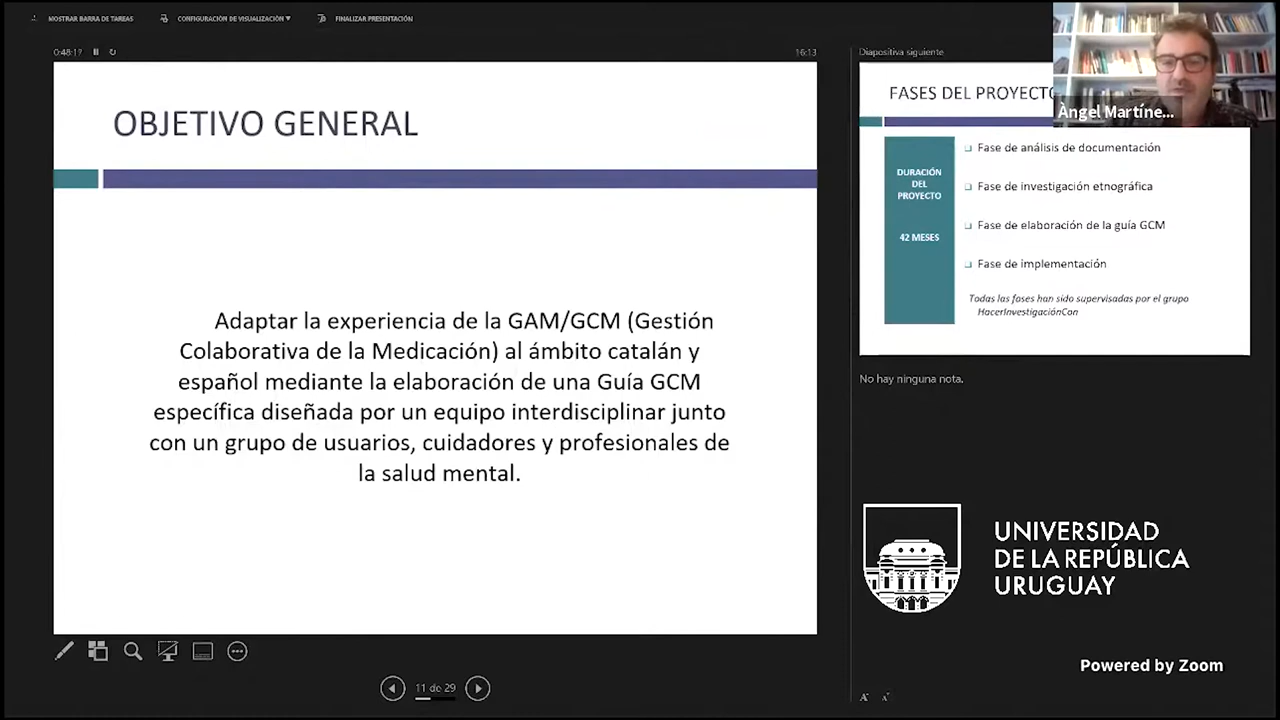 MOSTRAR BARRA DE TAREAS
CONFIGURACIÓN DE VISUALIZACIÓN ▼
FINALIZAR PRESENTACIÓN
0:48:17
16:13
OBJETIVO GENERAL
Adaptar la experiencia de la GAM/GCM (Gestión
Colaborativa de la Medicación) al ámbito catalán y
español mediante la elaboración de una Guía GCM
específica diseñada por un equipo interdisciplinar junto
con un grupo de usuarios, cuidadores y profesionales de
la salud mental.
11 de 29
Diapositiva siguiente
FASES DEL PROYECTO
Àngel Martíne...
DURACIÓN
DEL
PROYECTO
42 MESES
Fase de análisis de documentación
Fase de investigación etnográfica
Fase de elaboración de la guía GCM
Fase de implementación
Todas las fases han sido supervisadas por el grupo
HacerInvestigaciónCon
No hay ninguna nota.
UNIVERSIDAD
DE LA REPÚBLICA
URUGUAY
Powered by Zoom
A A